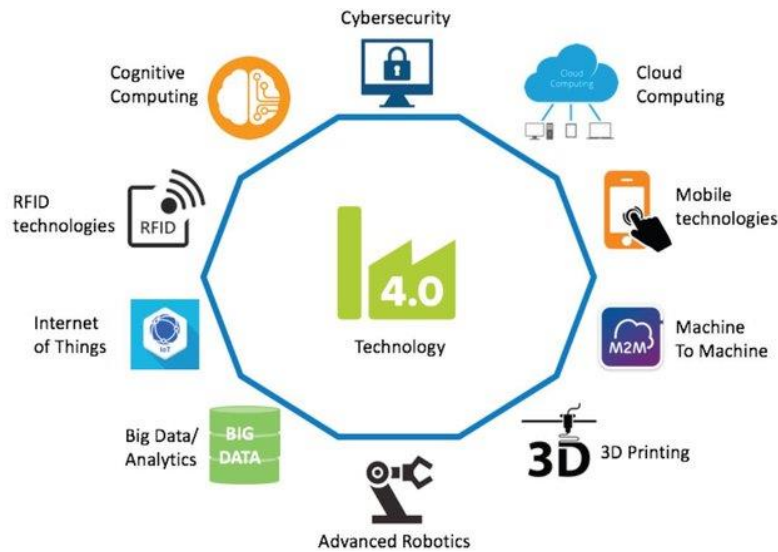 Cybersecurity
Cognitive
Computing
Cloud
Computing
Cloud
Computing
RFID
technologies
RFID
Mobile
technologies
4.0
Technology
Internet
of Things
IoT
M2M
Machine
To Machine
Big Data/
Analytics
BIG
DATA
3D
3D Printing
Advanced Robotics